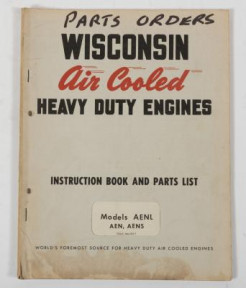 PARTS ORDERS
WISCONSIN
Air Cooled
HEAVY DUTY ENGINES
INSTRUCTION BOOK AND PARTS LIST
Models AENL
AEN, AENS
WORLD'S FOREMOST SOURCE FOR HEAVY DUTY AIR COOLED ENGINES